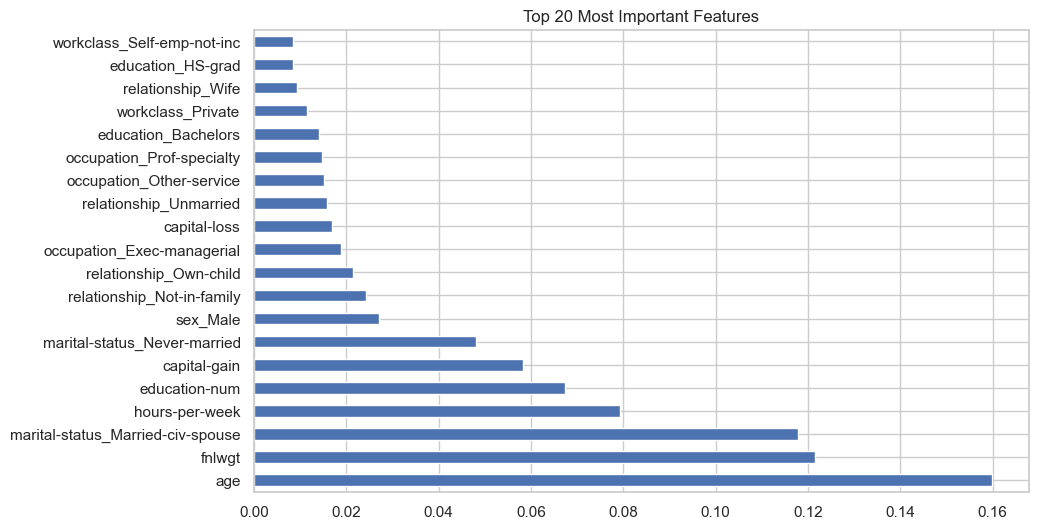 Top 20 Most Important Features
workclass_Self-emp-not-inc
education_HS-grad
relationship_Wife
workclass_Private
education_Bachelors
occupation_Prof-specialty
occupation_Other-service
relationship_Unmarried
capital-loss
occupation_Exec-managerial
relationship_Own-child
relationship_Not-in-family
sex_Male
marital-status_Never-married
capital-gain
education-num
hours-per-week
marital-status_Married-civ-spouse
fnlwgt
age
0.00 0.02 0.04 0.06 0.08 0.10 0.12 0.14 0.16